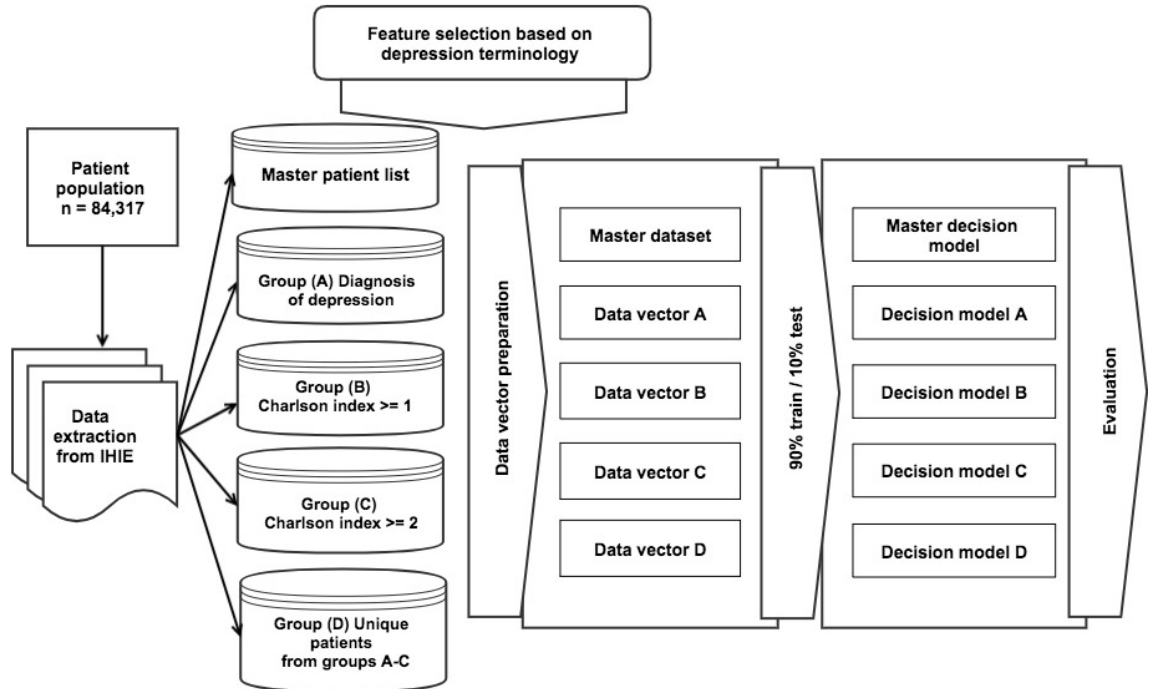 Feature selection based on
depression terminology
Patient
population
n = 84,317
Data
extraction
from IHIE
Master patient list
Group (A) Diagnosis
of depression
Group (B)
Charlson index >= 1
Group (C)
Charlson index >= 2
Group (D) Unique
patients
from groups A-C
Data vector preparation
Master dataset
Data vector A
Data vector B
Data vector C
Data vector D
90% train / 10% test
Master decision
model
Decision model A
Decision model B
Decision model C
Decision model D
Evaluation